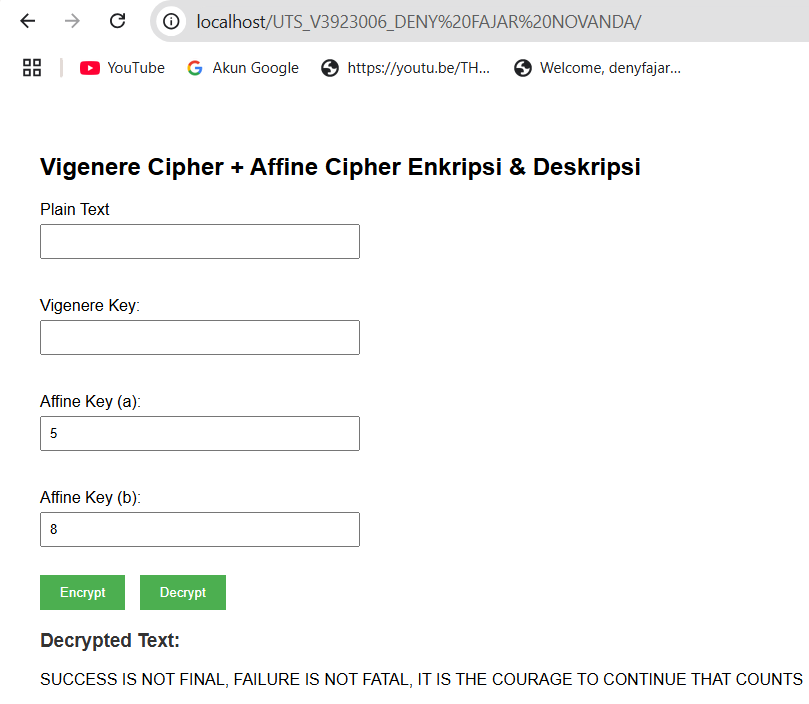 localhost/UTS_V3923006_DENY%20FAJAR%20NOVANDA/
YouTube Akun Google https://youtu.be/TH... Welcome, denyfajar...
Vigenere Cipher + Affine Cipher Enkripsi & Deskripsi
Plain Text
Vigenere Key:
Affine Key (a):
5
Affine Key (b):
8
Encrypt Decrypt
Decrypted Text:
SUCCESS IS NOT FINAL, FAILURE IS NOT FATAL, IT IS THE COURAGE TO CONTINUE THAT COUNTS